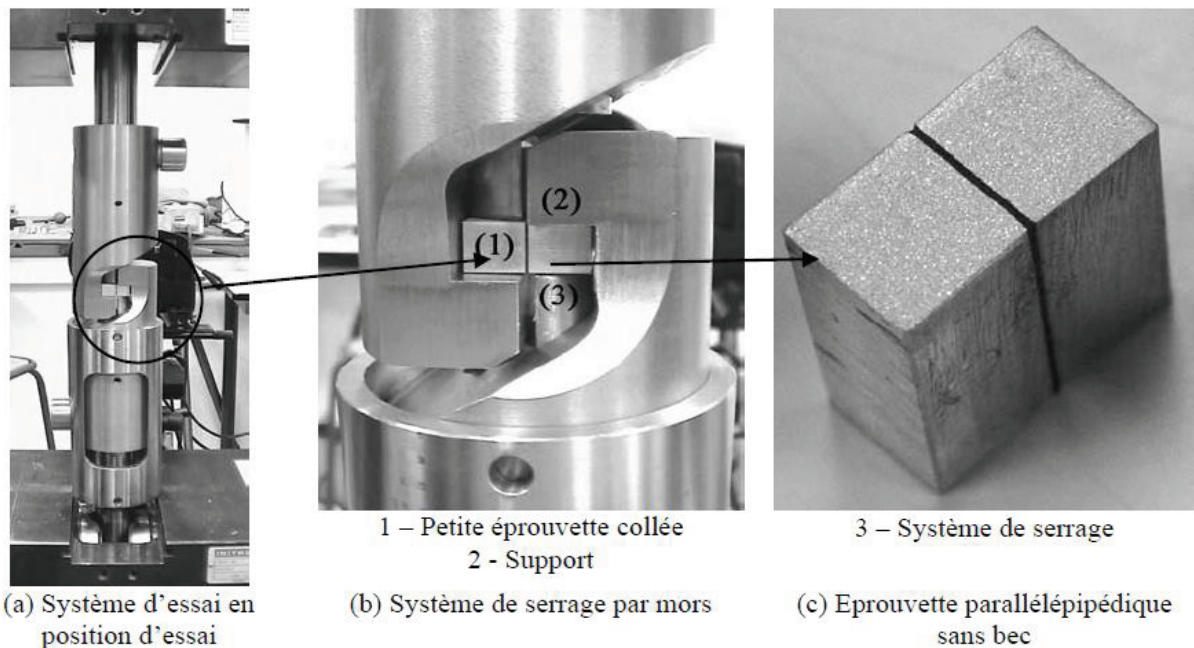 (1)
(2)
(3)
1 – Petite éprouvette collée
2 - Support
3 – Système de serrage
(a) Système d'essai en
position d'essai
(b) Système de serrage par mors
(c) Eprouvette parallélépipédique
sans bec